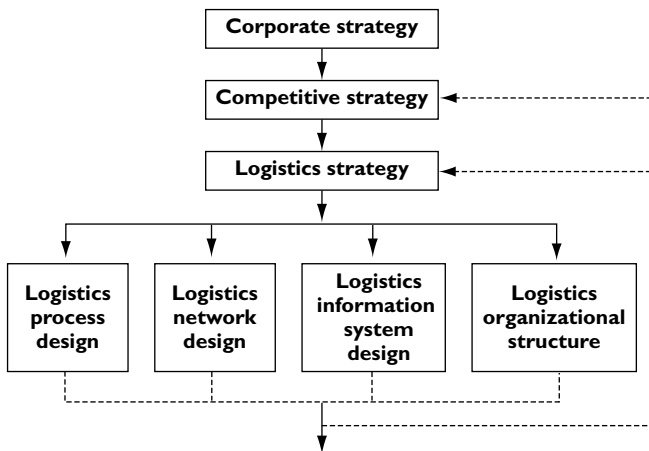 Corporate strategy
Competitive strategy
Logistics strategy
Logistics
process
design
Logistics
network
design
Logistics
information
system
design
Logistics
organizational
structure